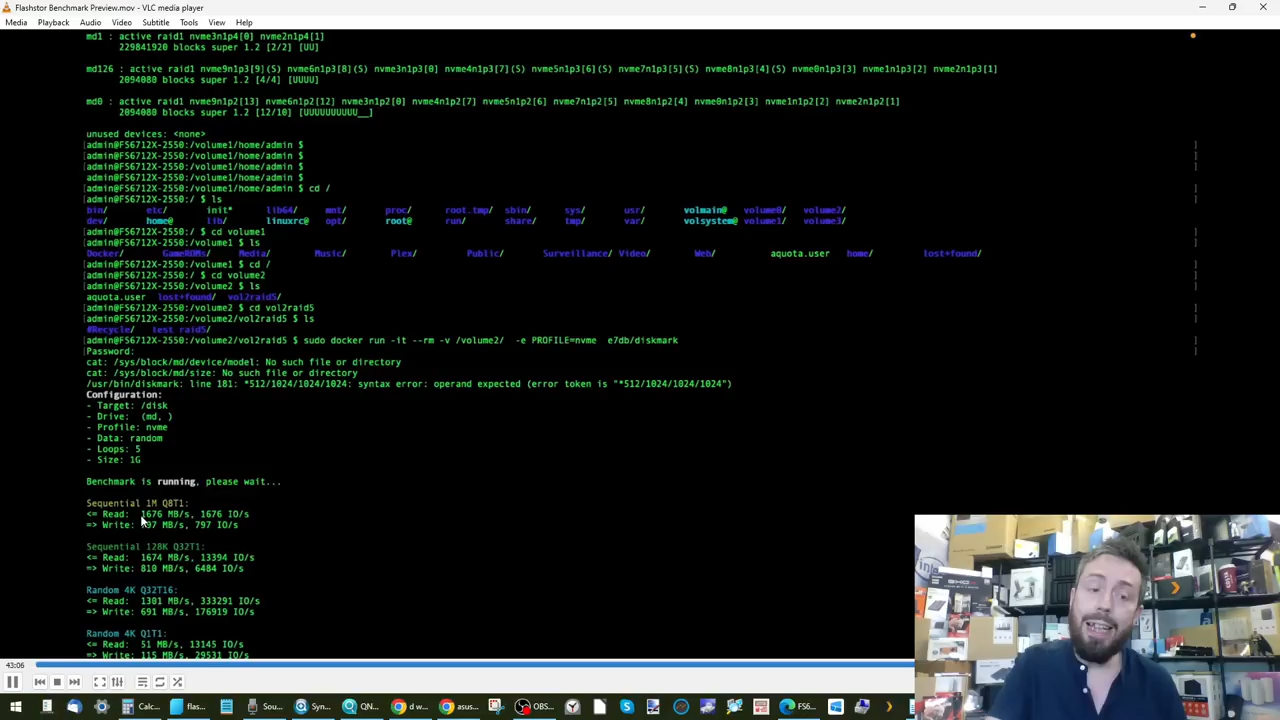 Flashstor Benchmark Preview.mov - VLC media player
Media Playback Audio Video Subtitle Tools View Help
md1 : active raid1 nvme3n1p4[0] nvme2n1p4[1]
229841920 blocks super 1.2 [2/2] [UU]
md126 : active raid1 nvme9n1p3[9](S) nvme6n1p3[8](S) nvme3n1p3[0] nvme4n1p3[7](S) nvme5n1p3[6](S) nvme7n1p3[5](S) nvme8n1p3[4](S) nvme0n1p3[3] nvme1n1p3[2] nvme2n1p3[1]
2094080 blocks super 1.2 [4/4] [UUUU]
md0 : active raid1 nvme9n1p2[13] nvme6n1p2[12] nvme3n1p2[0] nvme4n1p2[7] nvme5n1p2[6] nvme7n1p2[5] nvme8n1p2[4] nvme0n1p2[3] nvme1n1p2[2] nvme2n1p2[1]
2094080 blocks super 1.2 [12/10] [UUUUUUUUUU__]
unused devices: <none>
[admin@FS6712X-2550:/volume1/home/admin $ ]
[admin@FS6712X-2550:/volume1/home/admin $ ]
[admin@FS6712X-2550:/volume1/home/admin $ ]
[admin@FS6712X-2550:/volume1/home/admin $
[admin@FS6712X-2550:/volume1/home/admin $ cd / ]
[admin@FS6712X-2550:/ $ ls ]
bin/ etc/ init* lib64/ mnt/ proc/ root.tmp/ sbin/ sys/ usr/ volmain@ volume0/ volume2/
dev/ home@ lib/ linuxrc@ opt/ root@ run/ share/ tmp/ var/ volsystem@ volume1/ volume3/
[admin@FS6712X-2550:/ $ cd volume1 ]
[admin@FS6712X-2550:/volume1 $ ls ]
Docker/ GameROMs/ Media/ Music/ Plex/ Public/ Surveillance/ Video/ Web/ aquota.user home/ lost+found/
[admin@FS6712X-2550:/volume1 $ cd / ]
[admin@FS6712X-2550:/ $ cd volume2 ]
[admin@FS6712X-2550:/volume2 $ ls ]
aquota.user lost+found/ vol2raid5/
[admin@FS6712X-2550:/volume2 $ cd vol2raid5 ]
[admin@FS6712X-2550:/volume2/vol2raid5 $ ls ]
#Recycle/ test raid5/
[admin@FS6712X-2550:/volume2/vol2raid5 $ sudo docker run -it --rm -v /volume2/ -e PROFILE=nvme e7db/diskmark ]
[Password: ]
cat: /sys/block/md/device/model: No such file or directory
cat: /sys/block/md/size: No such file or directory
/usr/bin/diskmark: line 181: *512/1024/1024/1024: syntax error: operand expected (error token is "*512/1024/1024/1024")
Configuration:
- Target: /disk
- Drive: (md, )
- Profile: nvme
- Data: random
- Loops: 5
- Size: 1G
Benchmark is running, please wait...
Sequential 1M Q8T1:
<= Read: 1676 MB/s, 1676 IO/s
=> Write: 797 MB/s, 797 IO/s
Sequential 128K Q32T1:
<= Read: 1674 MB/s, 13394 IO/s
=> Write: 810 MB/s, 6484 IO/s
Random 4K Q32T16:
<= Read: 1301 MB/s, 333291 IO/s
=> Write: 691 MB/s, 176919 IO/s
Random 4K Q1T1:
<= Read: 51 MB/s, 13145 IO/s
=> Write: 115 MB/s, 29531 IO/s
43:06
Calc... flas... Sou... Syn... QN... d w... asus... OBS... FS6...